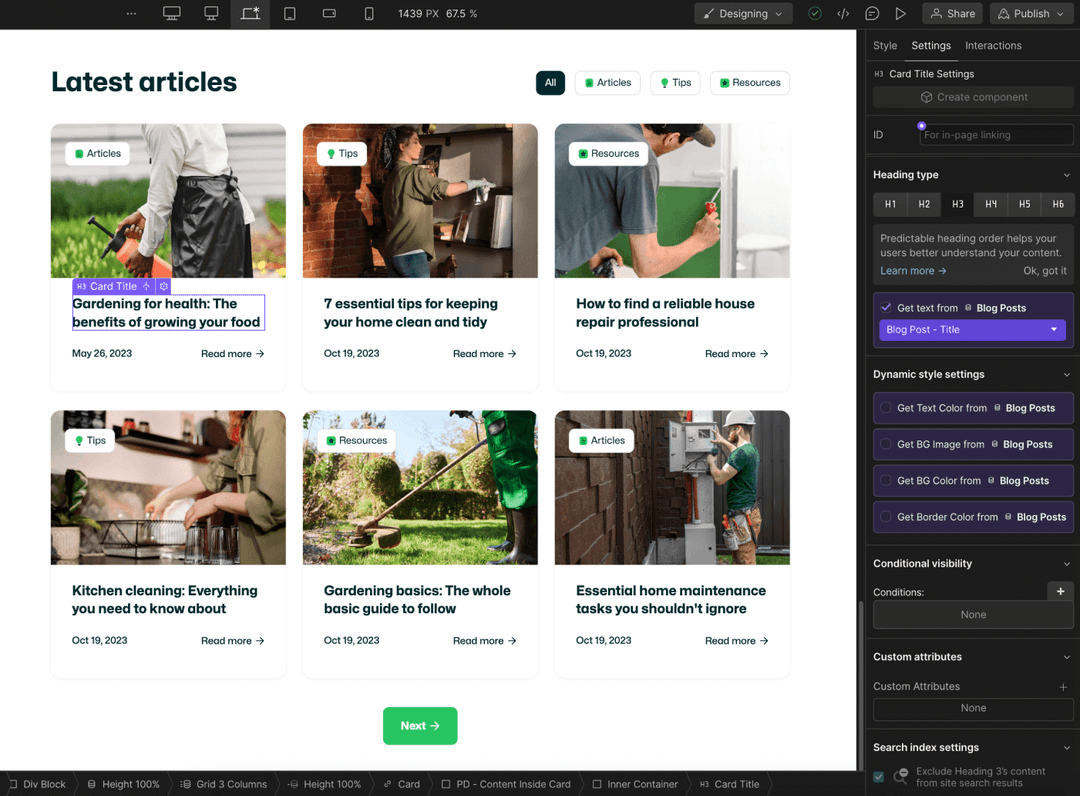 1439 PX 67.5 %
Designing
Share
Publish
Latest articles
All
Articles
Tips
Resources
Articles
Tips
Resources
H3 Card Title
Gardening for health: The
benefits of growing your food
May 26, 2023
Read more →
7 essential tips for keeping
your home clean and tidy
Oct 19, 2023
Read more →
How to find a reliable house
repair professional
Oct 19, 2023
Read more →
Tips
Resources
Articles
Kitchen cleaning: Everything
you need to know about
Oct 19, 2023
Read more →
Gardening basics: The whole
basic guide to follow
Oct 19, 2023
Read more →
Essential home maintenance
tasks you shouldn't ignore
Oct 19, 2023
Read more →
Next →
Style Settings Interactions
H3 Card Title Settings
Create component
ID
For in-page linking
Heading type
H1 H2 H3 H4 H5 H6
Predictable heading order helps your
users better understand your content.
Learn more → Ok, got it
Get text from Blog Posts
Blog Post - Title
Dynamic style settings
Get Text Color from Blog Posts
Get BG Image from Blog Posts
Get BG Color from Blog Posts
Get Border Color from Blog Posts
Conditional visibility
Conditions: +
None
Custom attributes
Custom Attributes +
None
Search index settings
Exclude Heading 3's content
from site search results
Div Block
Height 100%
Grid 3 Columns
Height 100%
Card
PD - Content Inside Card
Inner Container
H3 Card Title